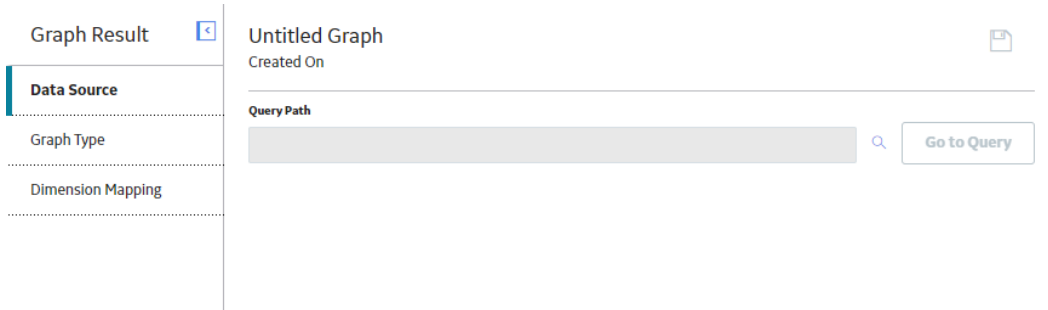 Graph Result
Data Source
Graph Type
Dimension Mapping
Untitled Graph
Created On
Query Path
Go to Query